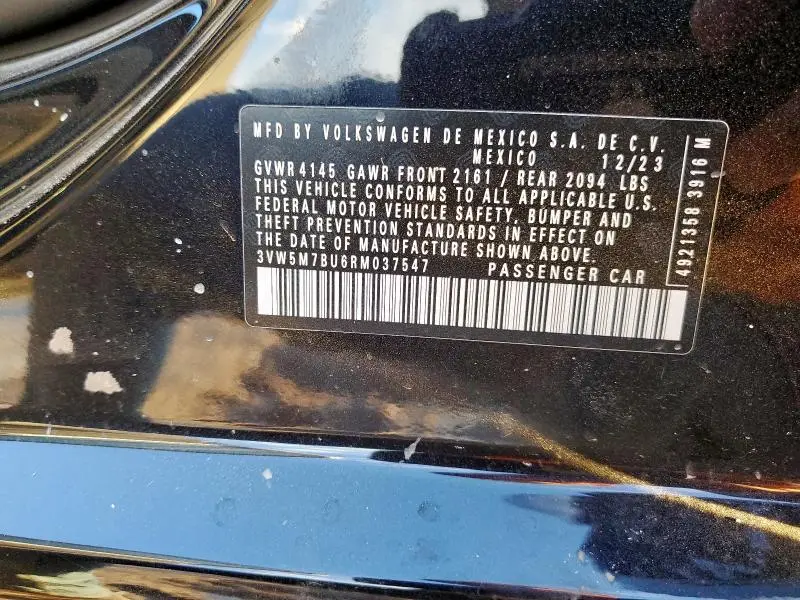 MFD BY VOLKSWAGEN DE MEXICO S.A. DE C.V.
MEXICO 12/23
GVWR 4145 GAWR FRONT 2161 / REAR 2094 LBS
THIS VEHICLE CONFORMS TO ALL APPLICABLE U.S.
FEDERAL MOTOR VEHICLE SAFETY, BUMPER AND
THEFT PREVENTION STANDARDS IN EFFECT ON
THE DATE OF MANUFACTURE SHOWN ABOVE.
3VW5M7BU6RM037547 PASSENGER CAR
4921358 3916 M